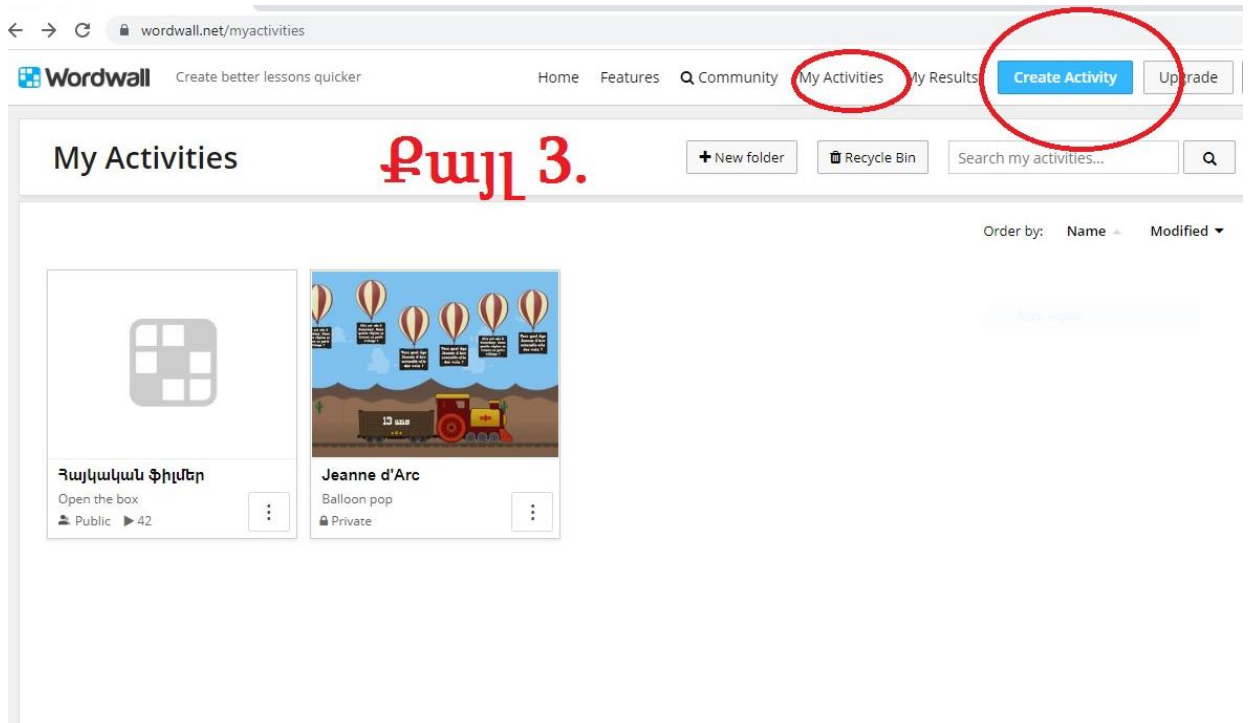 wordwall.net/myactivities
Wordwall Create better lessons quicker Home Features Community My Activities My Results Create Activity Upgrade
My Activities Քայլ 3. + New folder Recycle Bin Search my activities...
Order by: Name Modified
Հայկական ֆիլմեր
Open the box
Public 42
13 ans
Jeanne d'Arc
Balloon pop
Private